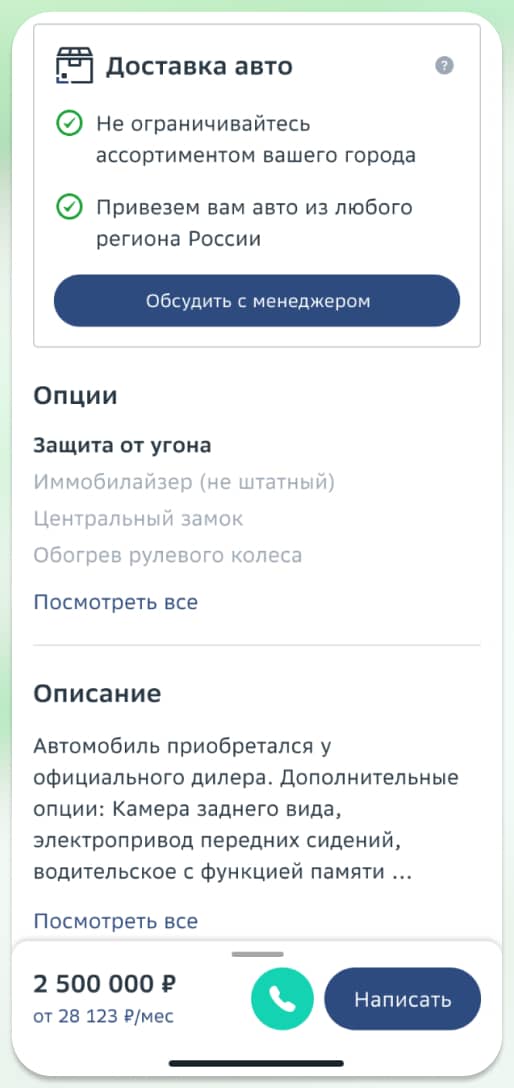 Доставка авто
?
Не ограничивайтесь
ассортиментом вашего города
Привезем вам авто из любого
региона России
Обсудить с менеджером
Опции
Защита от угона
Иммобилайзер (не штатный)
Центральный замок
Обогрев рулевого колеса
Посмотреть все
Описание
Автомобиль приобретался у
официального дилера. Дополнительные
опции: Камера заднего вида,
электропривод передних сидений,
водительское с функцией памяти ...
Посмотреть все
2 500 000 ₽
от 28 123 ₽/мес
Написать